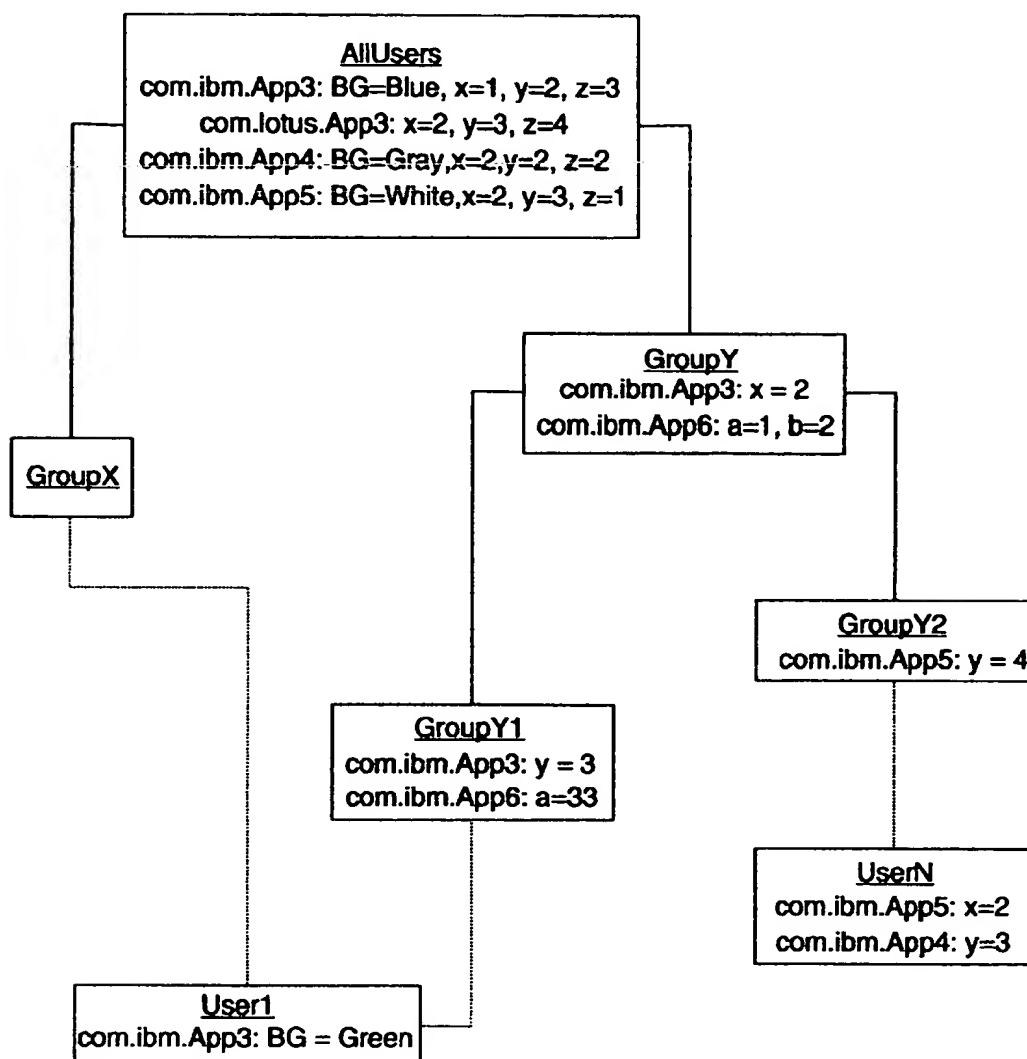 AllUsers
com.ibm.App3: BG=Blue, x=1, y=2, z=3
com.lotus.App3: x=2, y=3, z=4
com.ibm.App4: BG=Gray,x=2,y=2, z=2
com.ibm.App5: BG=White,x=2, y=3, z=1
GroupY
com.ibm.App3: x = 2
com.ibm.App6: a=1, b=2
GroupX
GroupY2
com.ibm.App5: y = 4
GroupY1
com.ibm.App3: y = 3
com.ibm.App6: a=33
UserN
com.ibm.App5: x=2
com.ibm.App4: y=3
User1
com.ibm.App3: BG = Green